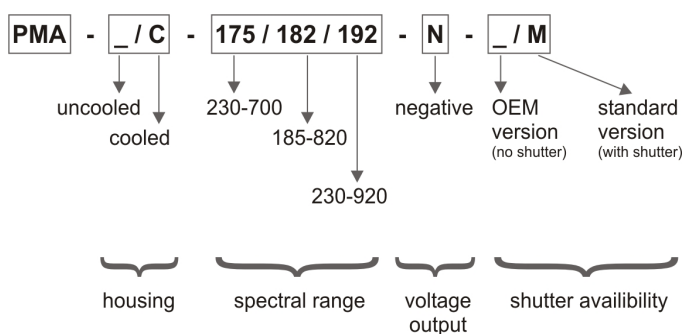 PMA - _ / C - 175 / 182 / 192 - N - _ / M
uncooled 230-700 negative OEM standard
version version
cooled 185-820 (no shutter) (with shutter)
230-920
housing spectral range voltage shutter availibility
output